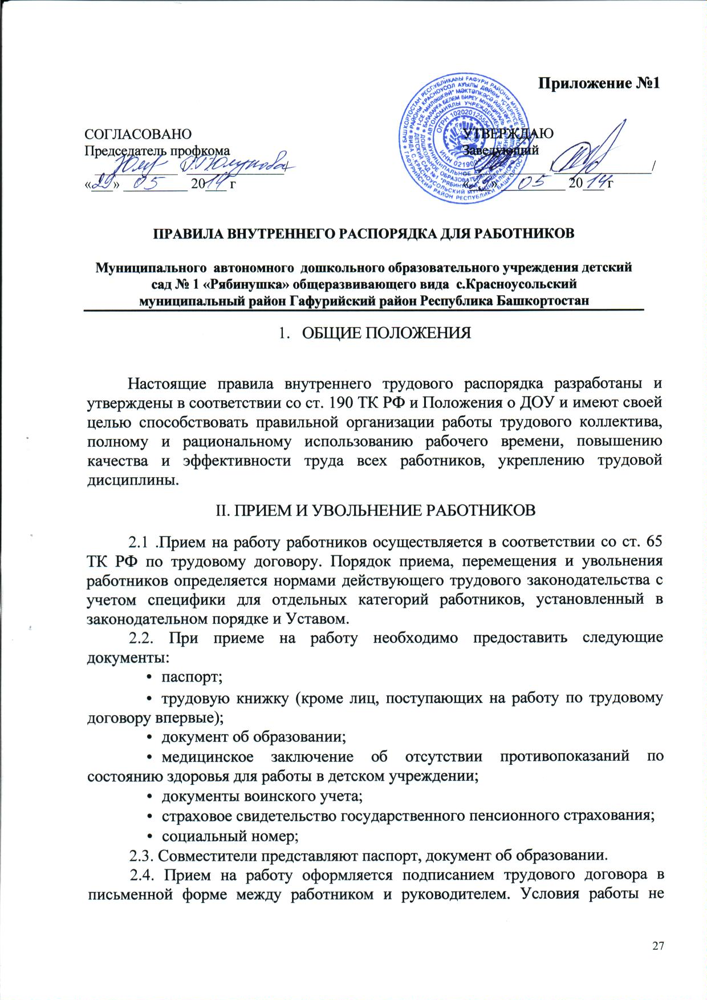 Приложение №1
СОГЛАСОВАНО
УТВЕРЖДАЮ
Председатель профкома
Заведующий
« 29 » 05 2014 г
« » 05 2014 г
ПРАВИЛА ВНУТРЕННЕГО РАСПОРЯДКА ДЛЯ РАБОТНИКОВ
Муниципального автономного дошкольного образовательного учреждения детский
сад № 1 «Рябинушка» общеразвивающего вида с.Красноусольский
муниципальный район Гафурийский район Республика Башкортостан
1. ОБЩИЕ ПОЛОЖЕНИЯ
Настоящие правила внутреннего трудового распорядка разработаны и
утверждены в соответствии со ст. 190 ТК РФ и Положения о ДОУ и имеют своей
целью способствовать правильной организации работы трудового коллектива,
полному и рациональному использованию рабочего времени, повышению
качества и эффективности труда всех работников, укреплению трудовой
дисциплины.
II. ПРИЕМ И УВОЛЬНЕНИЕ РАБОТНИКОВ
2.1 .Прием на работу работников осуществляется в соответствии со ст. 65
ТК РФ по трудовому договору. Порядок приема, перемещения и увольнения
работников определяется нормами действующего трудового законодательства с
учетом специфики для отдельных категорий работников, установленный в
законодательном порядке и Уставом.
2.2. При приеме на работу необходимо предоставить следующие
документы:
• паспорт;
• трудовую книжку (кроме лиц, поступающих на работу по трудовому
договору впервые);
• документ об образовании;
• медицинское заключение об отсутствии противопоказаний по
состоянию здоровья для работы в детском учреждении;
• документы воинского учета;
• страховое свидетельство государственного пенсионного страхования;
• социальный номер;
2.3. Совместители представляют паспорт, документ об образовании.
2.4. Прием на работу оформляется подписанием трудового договора в
письменной форме между работником и руководителем. Условия работы не
27